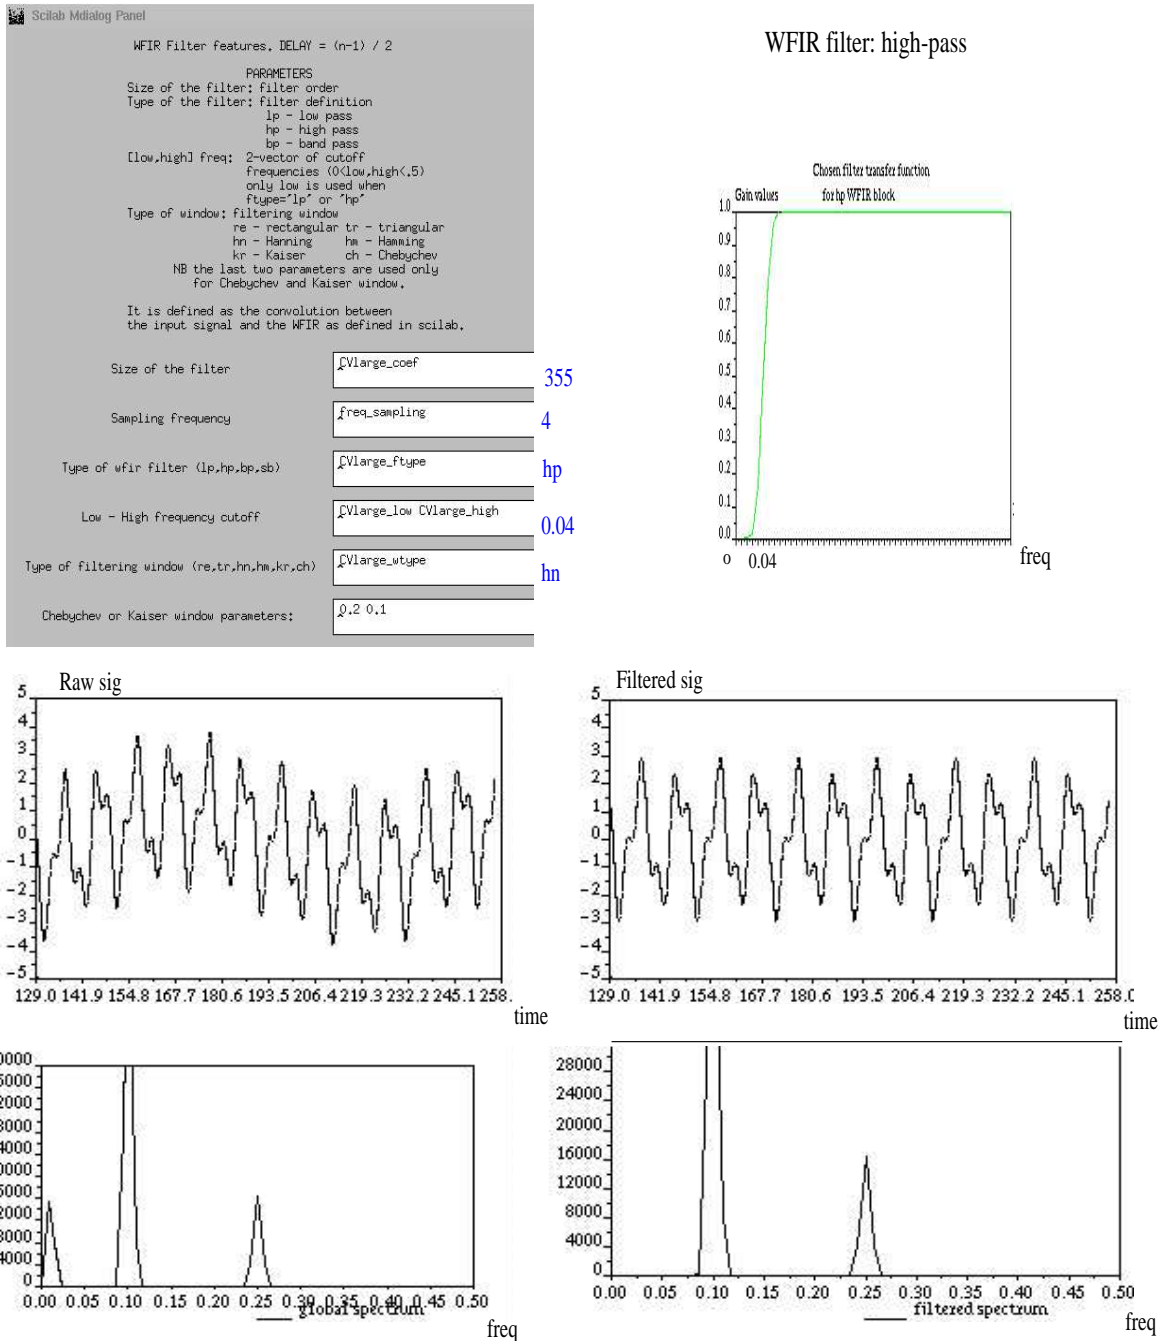 Scilab Mdialog Panel
WFIR Filter features. DELAY = (n-1) / 2
PARAMETERS
Size of the filter: filter order
Type of the filter: filter definition
lp - low pass
hp - high pass
bp - band pass
[low,high] freq: 2-vector of cutoff
frequencies (0<low,high<.5)
only low is used when
ftype="lp" or "hp"
Type of window: filtering window
re - rectangular tr - triangular
hn - Hanning hm - Hamming
kr - Kaiser ch - Chebychev
NB the last two parameters are used only
for Chebychev and Kaiser window.
It is defined as the convolution between
the input signal and the WFIR as defined in scilab.
Size of the filter CVlarge_coef 355
Sampling frequency freq_sampling 4
Type of wfir filter (lp,hp,bp,sb) CVlarge_ftype hp
Low - High frequency cutoff CVlarge_low CVlarge_high 0.04
Type of filtering window (re,tr,hn,hm,kr,ch) CVlarge_wtype hn
Chebychev or Kaiser window parameters: 0.2 0.1
WFIR filter: high-pass
Chosen filter transfer function
Gain values for hp WFIR block
1.0
0.9
0.8
0.7
0.6
0.5
0.4
0.3
0.2
0.1
0.0
0 0.04 freq
Raw sig
5
4
3
2
1
0
-1
-2
-3
-4
-5
129.0 141.9 154.8 167.7 180.6 193.5 206.4 219.3 232.2 245.1 258.
time
Filtered sig
5
4
3
2
1
0
-1
-2
-3
-4
-5
129.0 141.9 154.8 167.7 180.6 193.5 206.4 219.3 232.2 245.1 258.0
time
0000
5000
2000
8000
4000
0000
5000
2000
8000
4000
0
0.00 0.05 0.10 0.15 0.20 0.25 0.30 0.35 0.40 0.45 0.50
global spectrum
freq
28000
24000
20000
16000
12000
8000
4000
0
0.00 0.05 0.10 0.15 0.20 0.25 0.30 0.35 0.40 0.45 0.50
filtered spectrum
freq